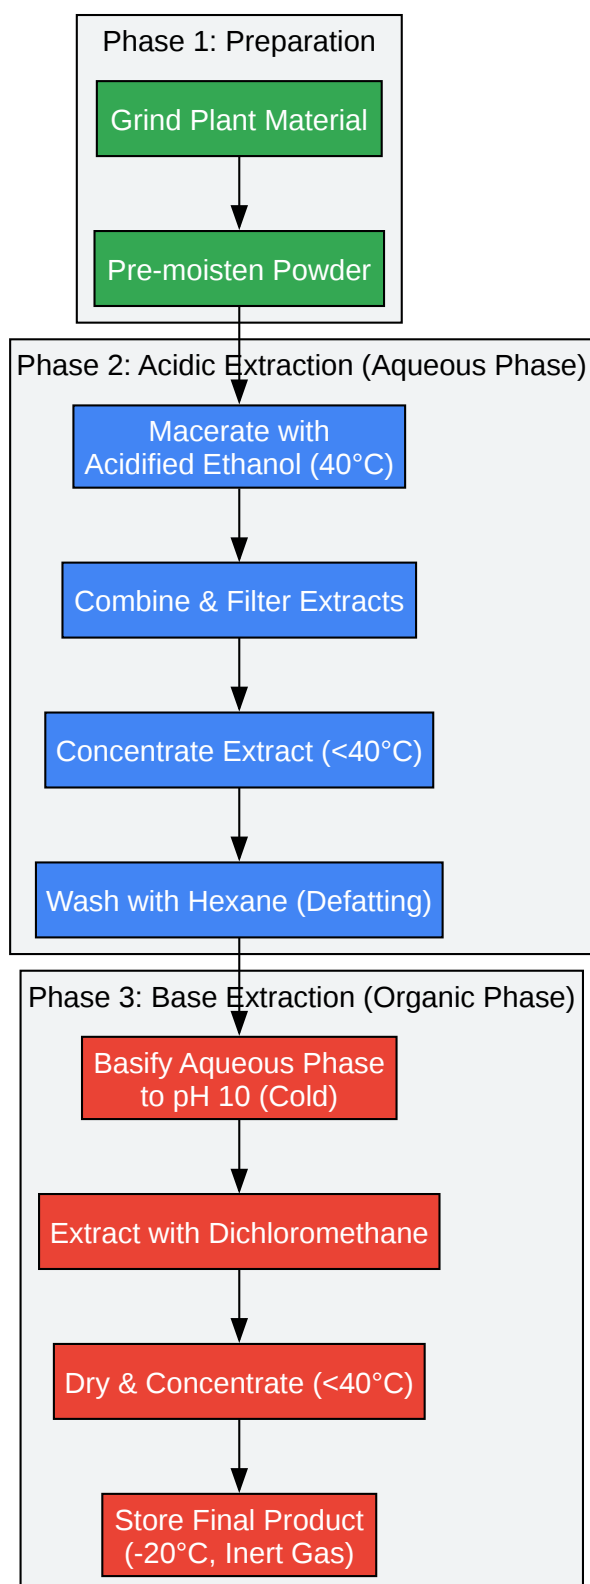 Phase 1: Preparation
Grind Plant Material
Pre-moisten Powder
Phase 2: Acidic Extraction (Aqueous Phase)
Macerate with
Acidified Ethanol (40°C)
Combine & Filter Extracts
Concentrate Extract (<40°C)
Wash with Hexane (Defatting)
Phase 3: Base Extraction (Organic Phase)
Basify Aqueous Phase
to pH 10 (Cold)
Extract with Dichloromethane
Dry & Concentrate (<40°C)
Store Final Product
(-20°C, Inert Gas)